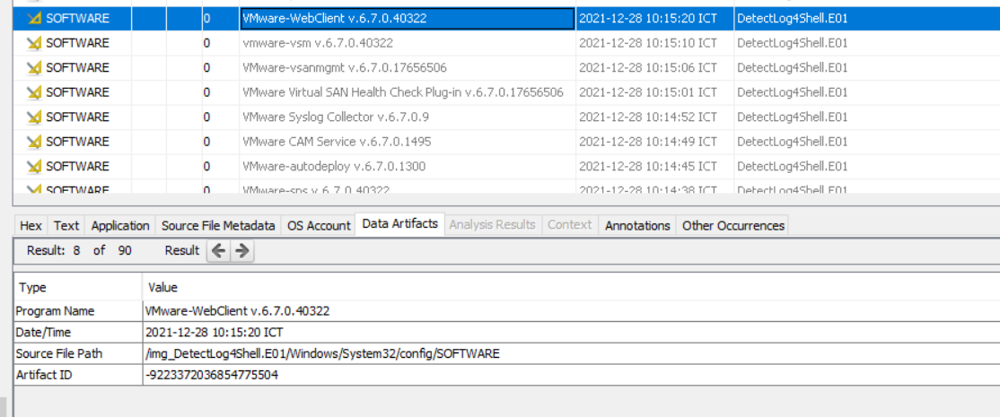 SOFTWARE 0 VMware-WebClient v.6.7.0.40322 2021-12-28 10:15:20 ICT DetectLog4Shell.E01
SOFTWARE 0 vmware-vsm v.6.7.0.40322 2021-12-28 10:15:10 ICT DetectLog4Shell.E01
SOFTWARE 0 VMware-vsanmgmt v.6.7.0.17656506 2021-12-28 10:15:06 ICT DetectLog4Shell.E01
SOFTWARE 0 VMware Virtual SAN Health Check Plug-in v.6.7.0.17656506 2021-12-28 10:15:01 ICT DetectLog4Shell.E01
SOFTWARE 0 VMware Syslog Collector v.6.7.0.9 2021-12-28 10:14:52 ICT DetectLog4Shell.E01
SOFTWARE 0 VMware CAM Service v.6.7.0.1495 2021-12-28 10:14:49 ICT DetectLog4Shell.E01
SOFTWARE 0 VMware-autodeploy v.6.7.0.1300 2021-12-28 10:14:45 ICT DetectLog4Shell.E01
SOFTWARE 0 VMware-sps v.6.7.0.40322 2021-12-28 10:14:38 ICT DetectLog4Shell.E01
Hex Text Application Source File Metadata OS Account Data Artifacts Analysis Results Context Annotations Other Occurrences
Result: 8 of 90 Result
Type Value
Program Name VMware-WebClient v.6.7.0.40322
Date/Time 2021-12-28 10:15:20 ICT
Source File Path /img_DetectLog4Shell.E01/Windows/System32/config/SOFTWARE
Artifact ID -9223372036854775504